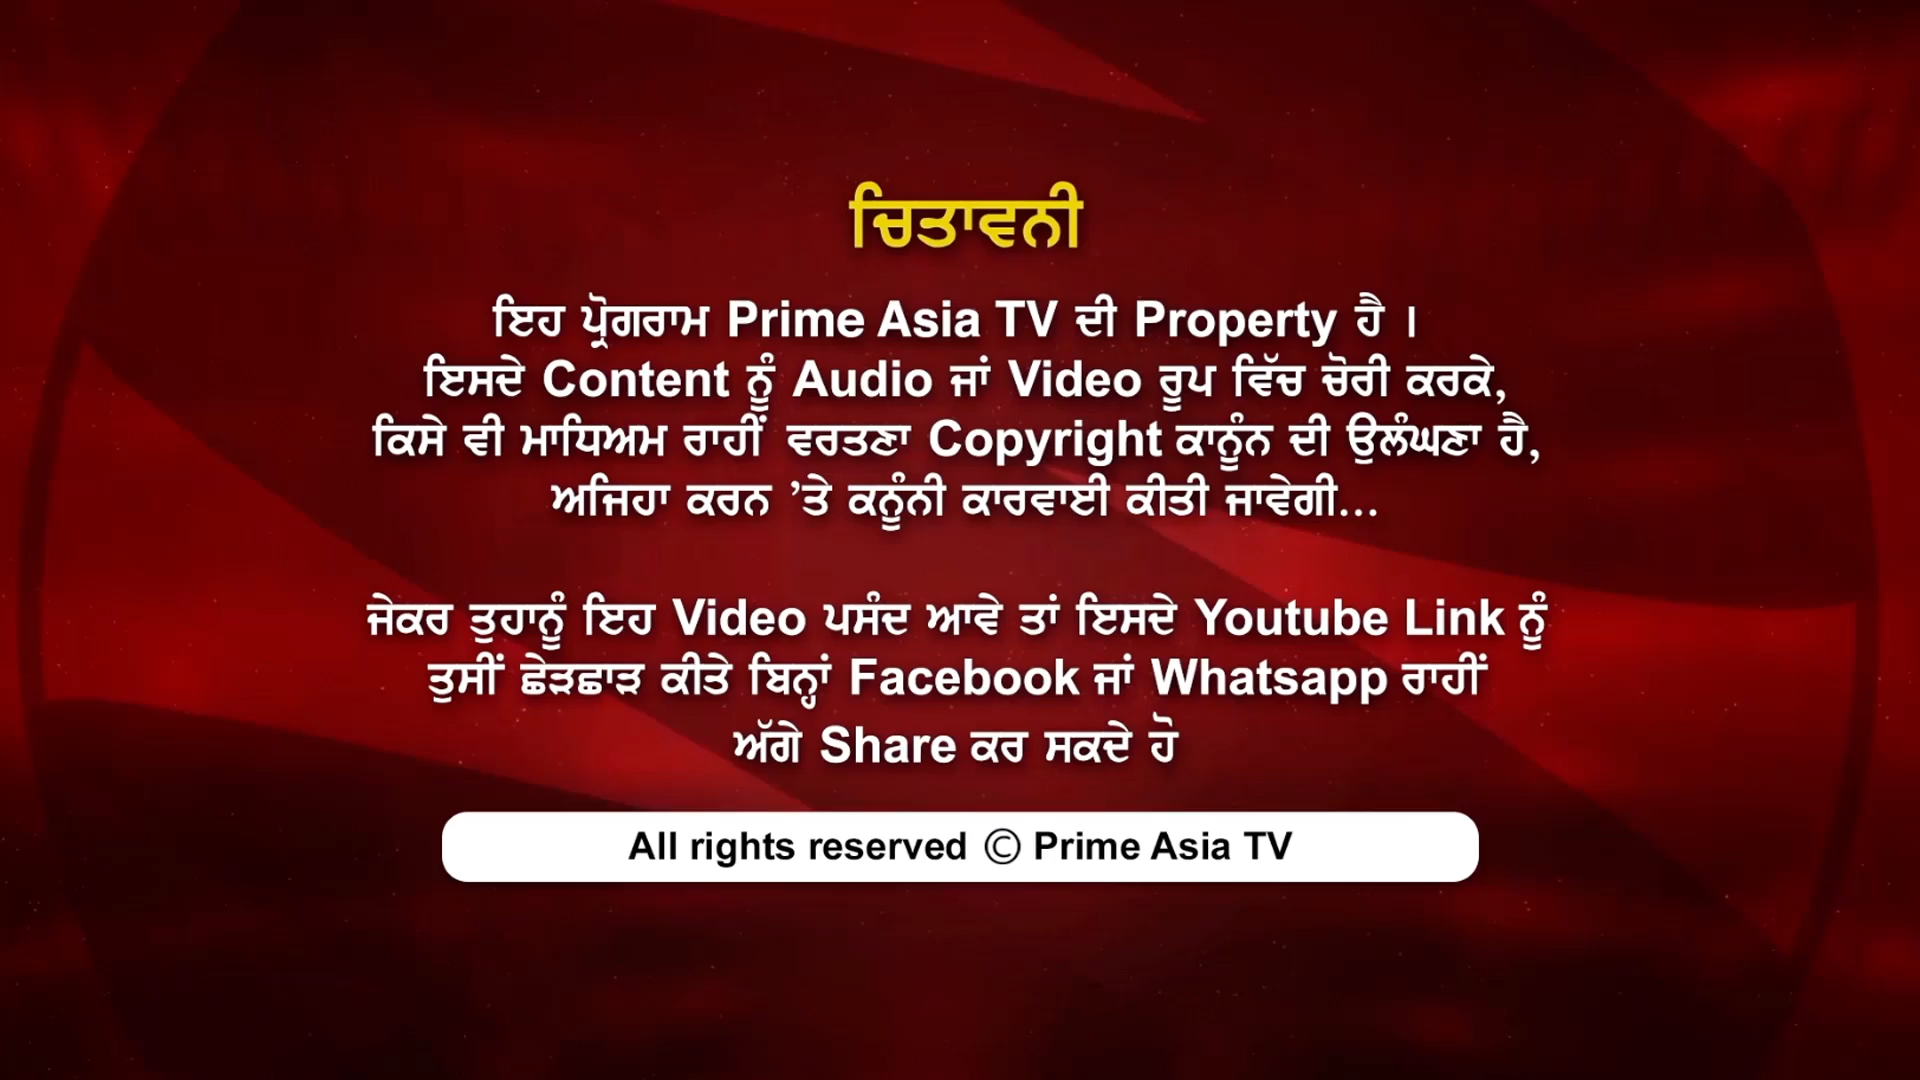 ਚਿਤਾਵਨੀ
ਇਹ ਪ੍ਰੋਗਰਾਮ Prime Asia TV ਦੀ Property ਹੈ ।
ਇਸਦੇ Content ਨੂੰ Audio ਜਾਂ Video ਰੂਪ ਵਿੱਚ ਚੋਰੀ ਕਰਕੇ,
ਕਿਸੇ ਵੀ ਮਾਧਿਅਮ ਰਾਹੀਂ ਵਰਤਣਾ Copyright ਕਾਨੂੰਨ ਦੀ ਉਲੰਘਣਾ ਹੈ,
ਅਜਿਹਾ ਕਰਨ ’ਤੇ ਕਨੂੰਨੀ ਕਾਰਵਾਈ ਕੀਤੀ ਜਾਵੇਗੀ...
ਜੇਕਰ ਤੁਹਾਨੂੰ ਇਹ Video ਪਸੰਦ ਆਵੇ ਤਾਂ ਇਸਦੇ Youtube Link ਨੂੰ
ਤੁਸੀਂ ਛੇੜਛਾੜ ਕੀਤੇ ਬਿਨ੍ਹਾਂ Facebook ਜਾਂ Whatsapp ਰਾਹੀਂ
ਅੱਗੇ Share ਕਰ ਸਕਦੇ ਹੋ
All rights reserved © Prime Asia TV